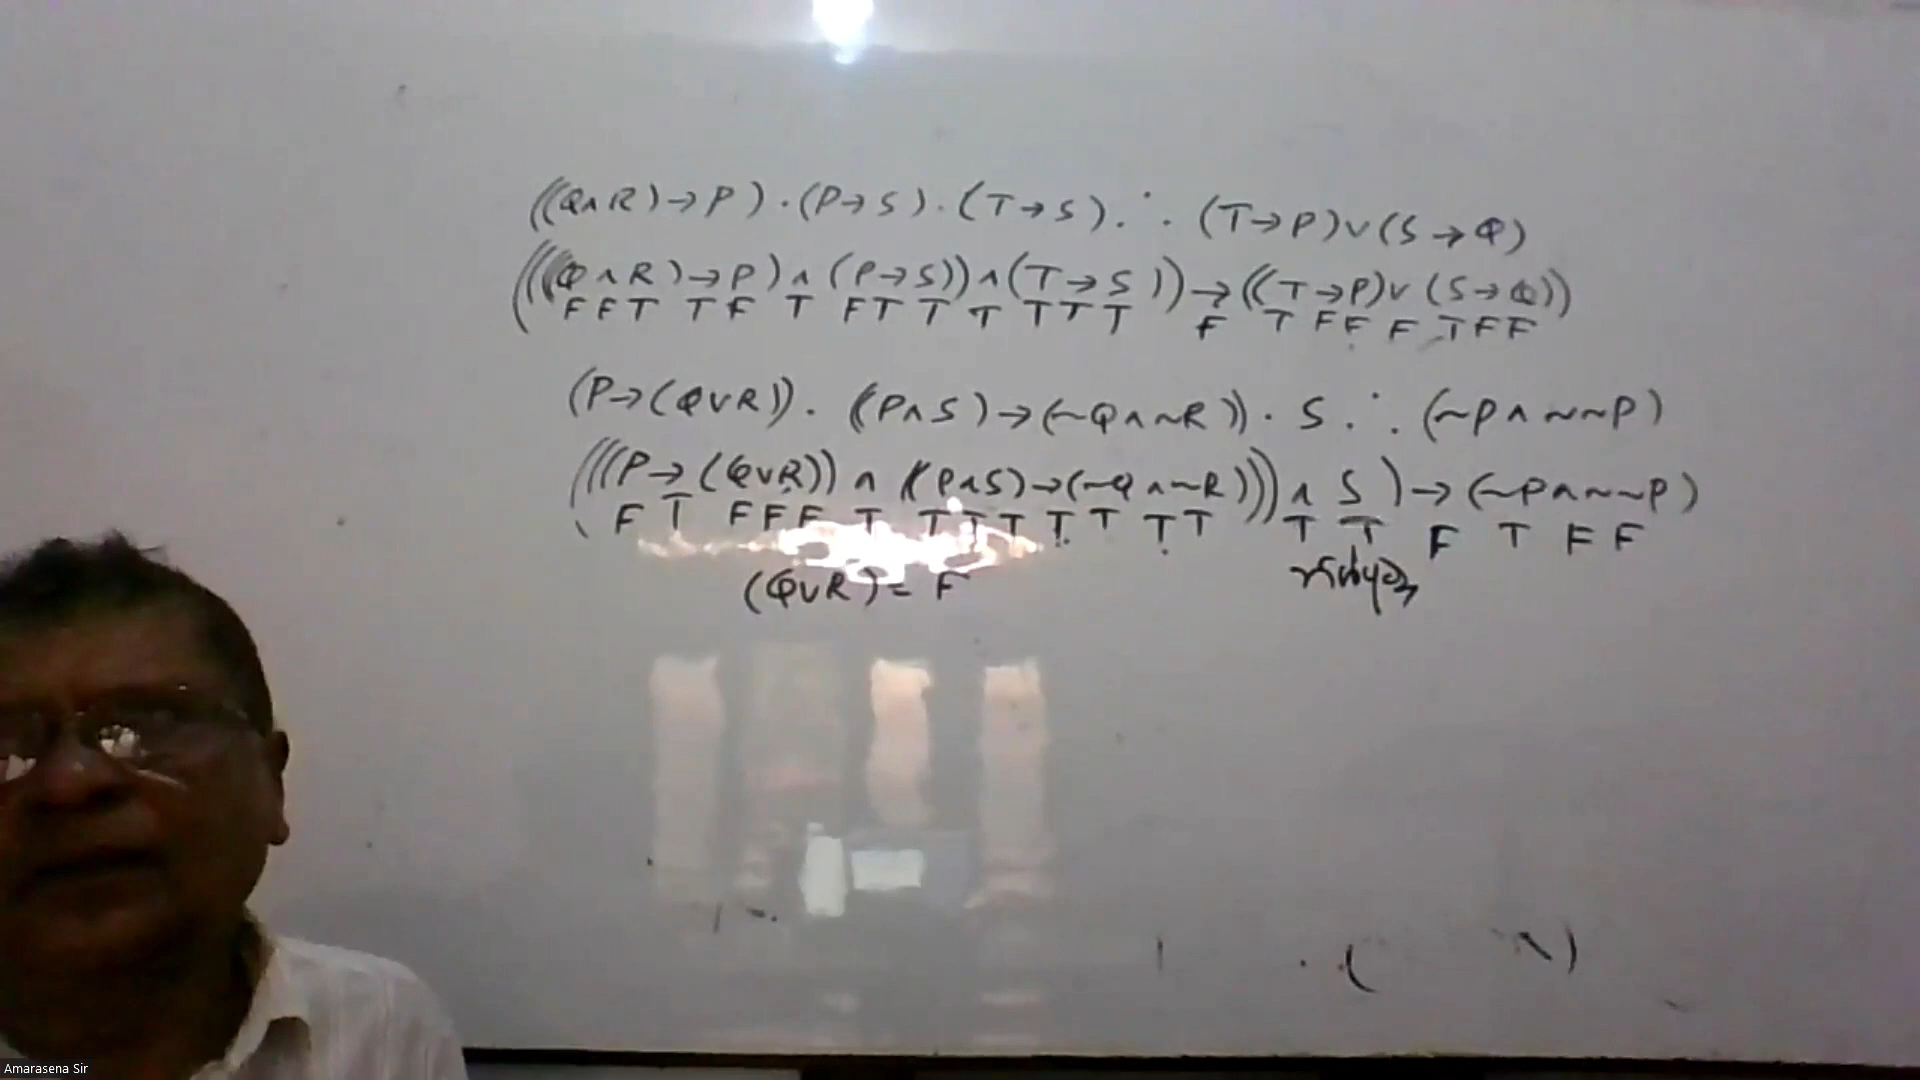 ((Q∧R)→P).(P→S).(T→S).∴(T→P)∨(S→Q)
(((Q∧R)→P)∧(P→S))∧(T→S))→((T→P)∨(S→Q))
F F T T F T F T T T T T T F T F F F T F F
(P→(Q∨R)).((P∧S)→(~Q∧~R)).S.∴.(~P∧~~P)
(((P→(Q∨R))∧((P∧S)→(~Q∧~R)))∧S)→(~P∧~~P)
F T F F F T T T T T T T T T T F T F F
(Q∨R)=F
Amarasena Sir